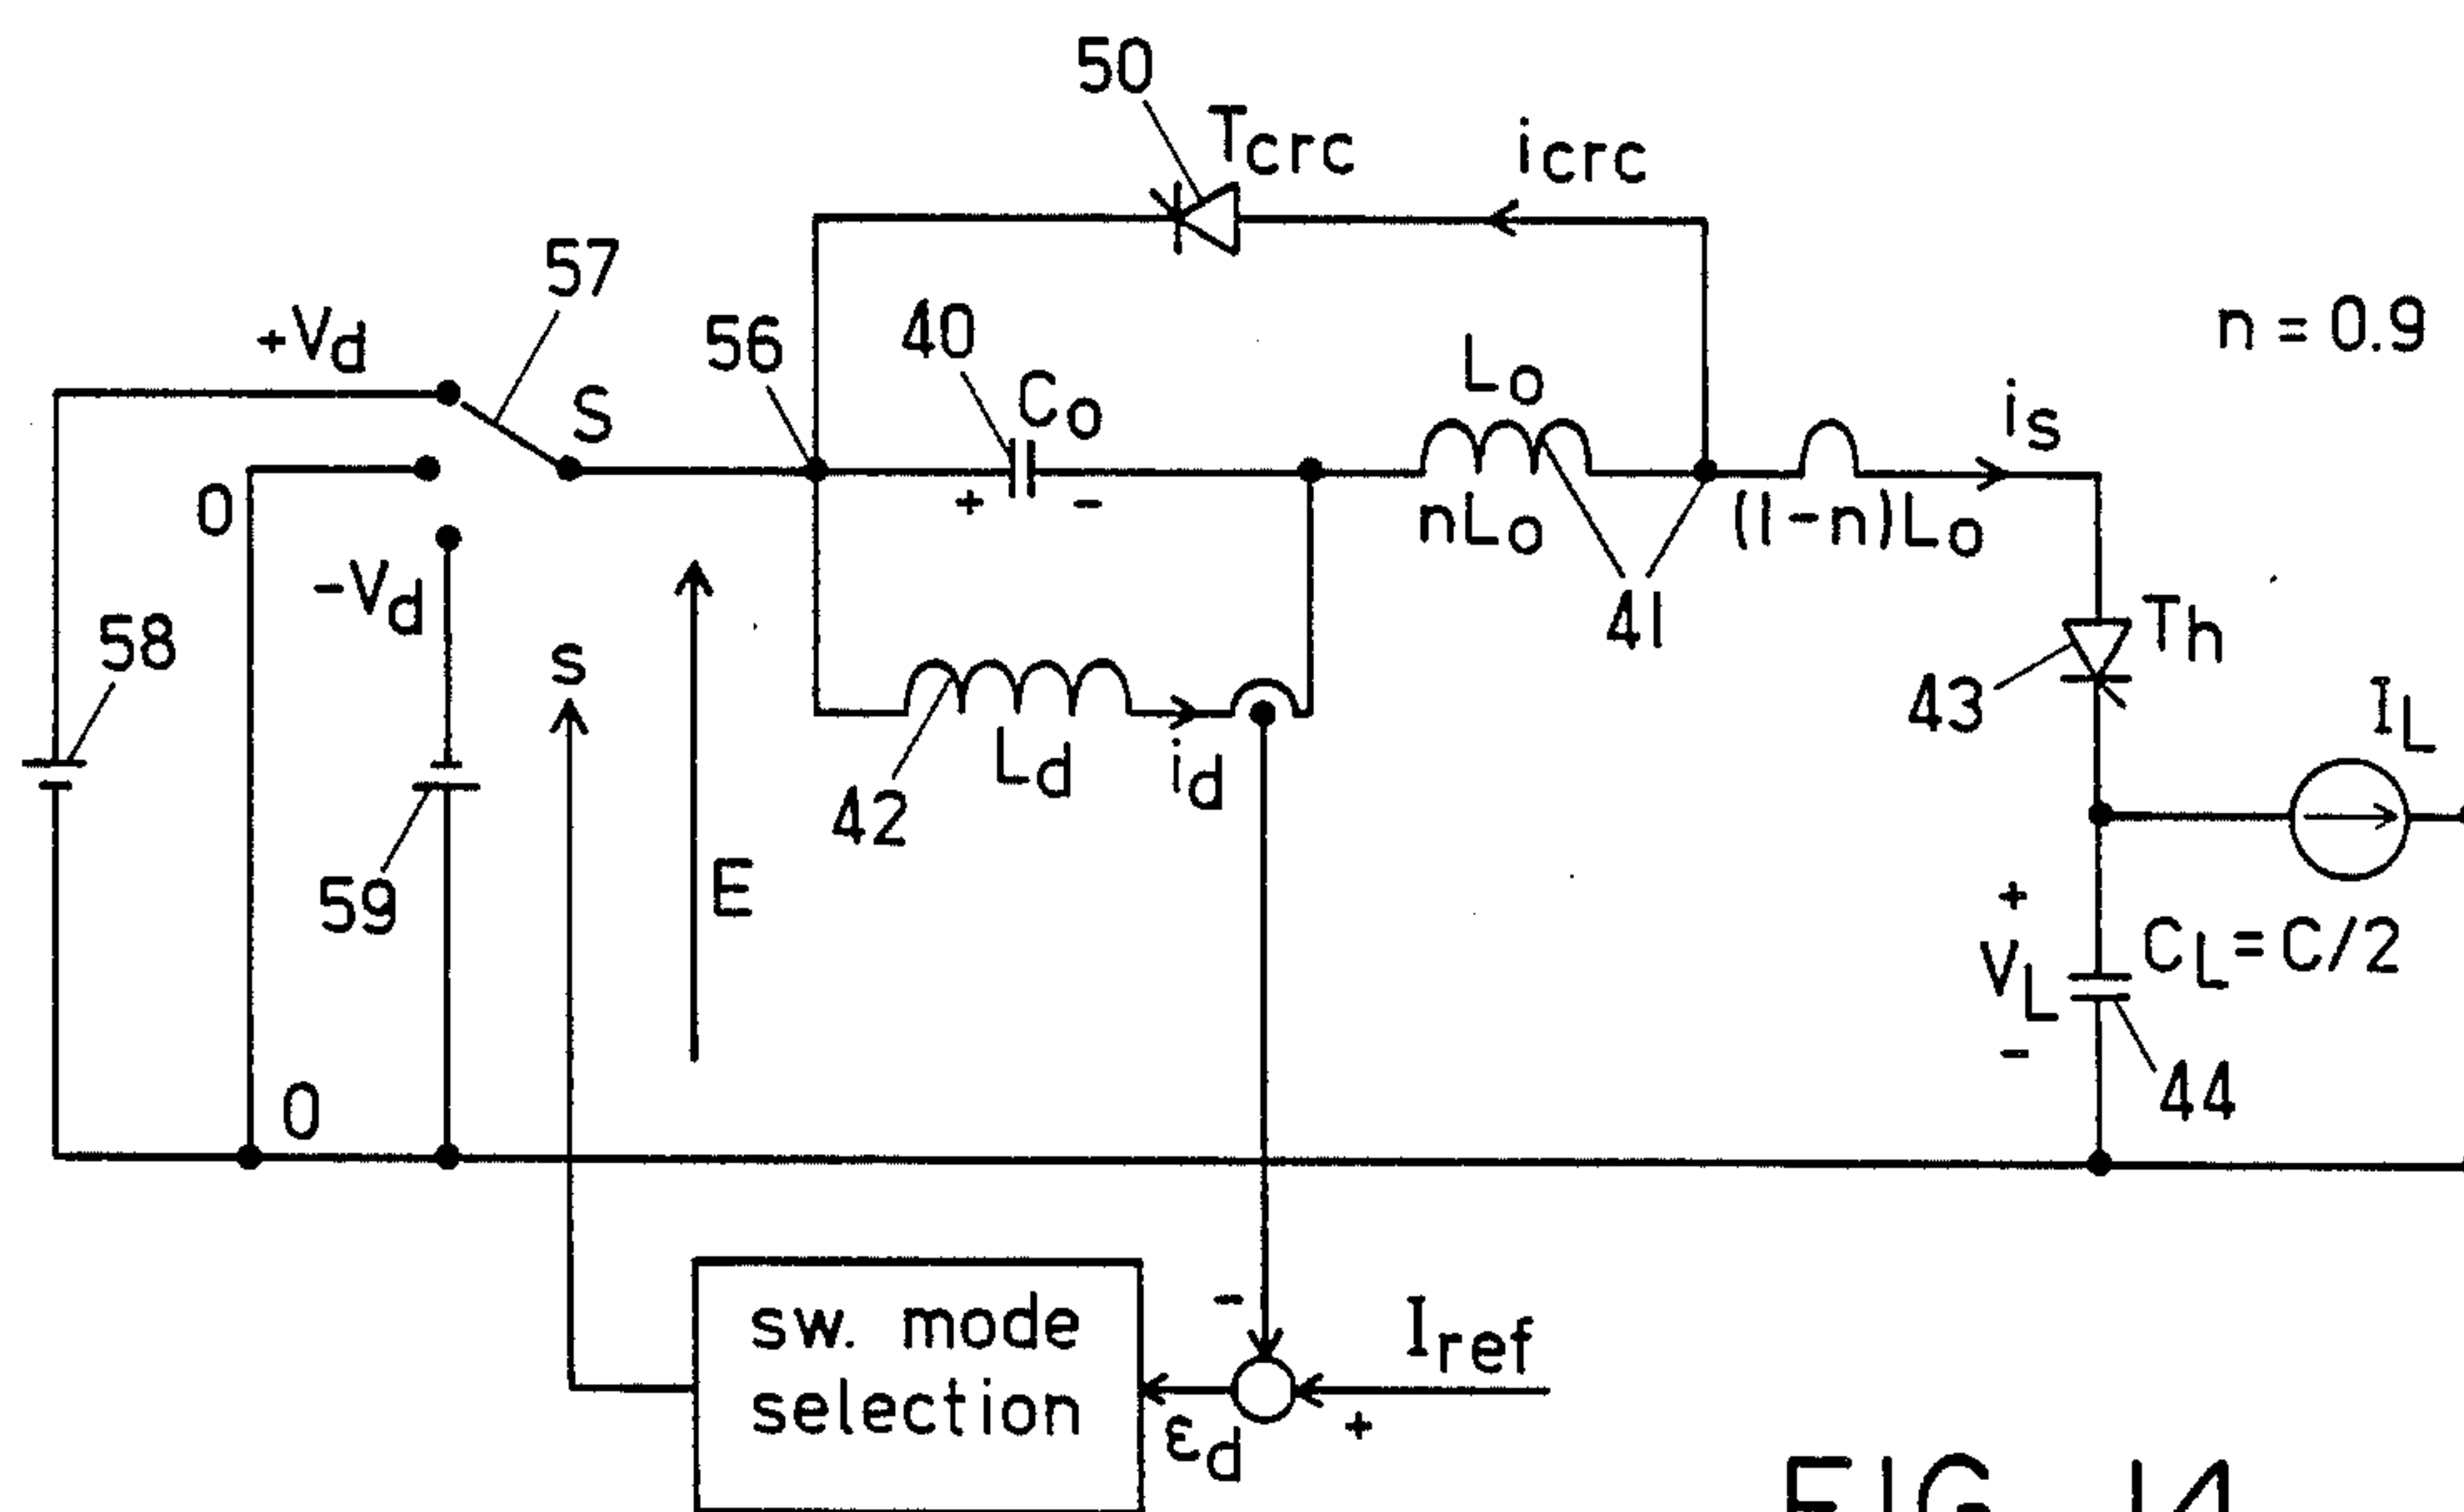 50
Tcrc
icrc
57
+Vd
S
56
40
Co
+ -
Lo
n = 0.9
is
0
nLo
(1-n)Lo
-Vd
58
s
41
Th
43
IL
Ld
id
42
59
E
+
VL
-
CL = C/2
44
0
sw. mode
selection
-
Iref
+
εd
FIG. 14